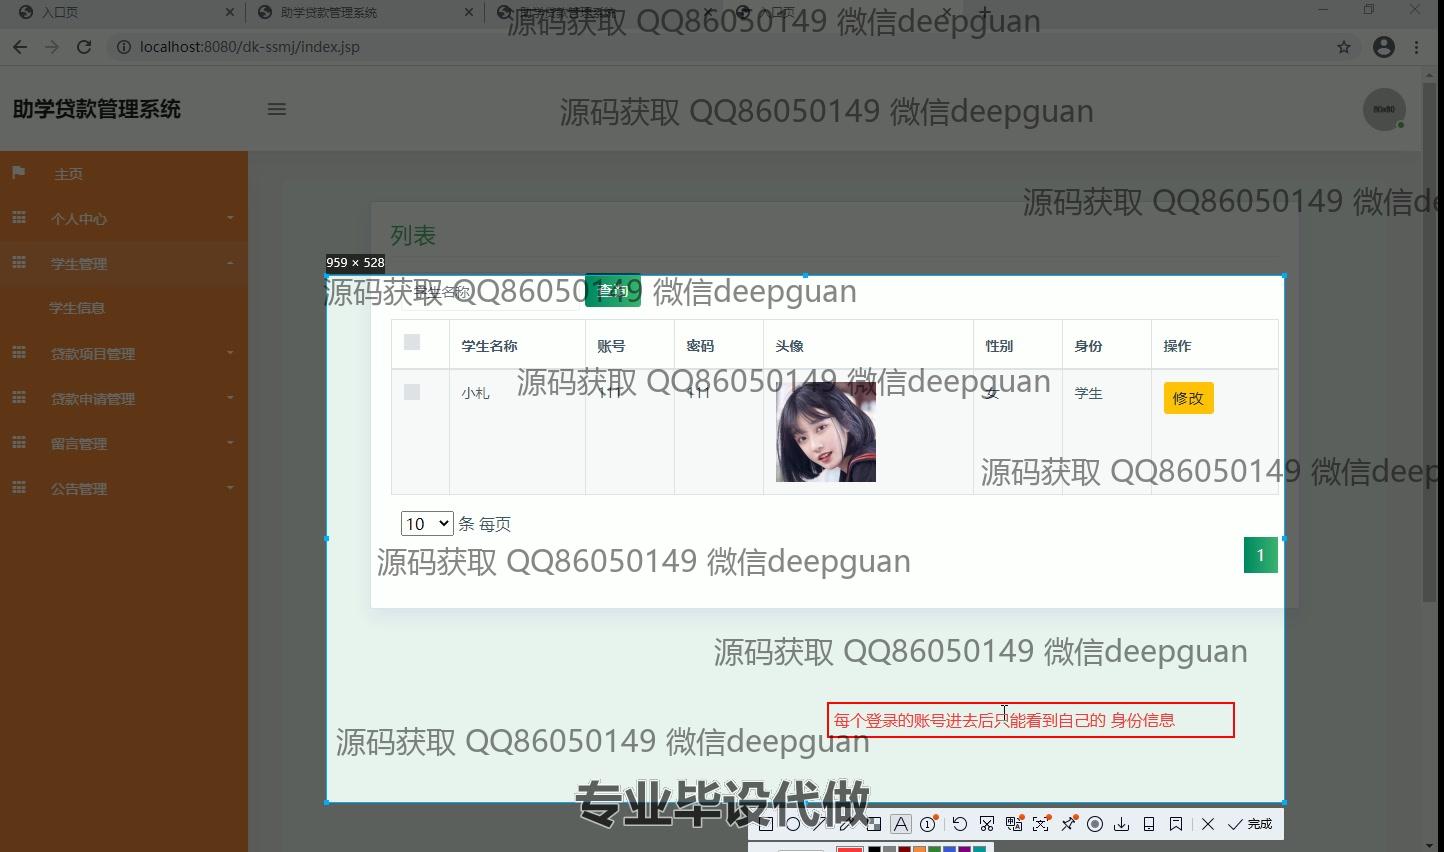 入口页
助学贷款管理系统
助学贷款管理系统
入口页
源码获取 QQ86050149 微信deepguan
localhost:8080/dk-ssmj/index.jsp
助学贷款管理系统
源码获取 QQ86050149 微信deepguan
80x80
主页
个人中心
源码获取 QQ86050149 微信de
列表
学生管理
959 × 528
学生名称
查询
源码获取 QQ86050149 微信deepguan
学生信息
学生名称
账号
密码
头像
性别
身份
操作
贷款项目管理
小札
111
111
女
学生
修改
源码获取 QQ86050149 微信deepguan
贷款申请管理
留言管理
源码获取 QQ86050149 微信deep
公告管理
10 条 每页
源码获取 QQ86050149 微信deepguan
1
源码获取 QQ86050149 微信deepguan
每个登录的账号进去后只能看到自己的 身份信息
源码获取 QQ86050149 微信deepguan
专业毕设代做
完成